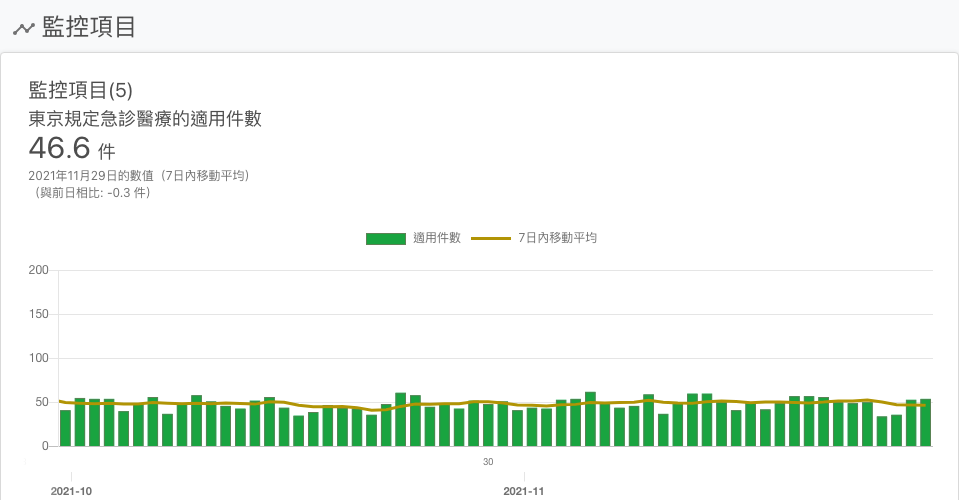 監控項目
監控項目(5)
東京規定急診醫療的適用件數
46.6 件
2021年11月29日的數值（7日內移動平均）
（與前日相比: -0.3 件）
適用件數 7日內移動平均
200
150
100
50
0
30
2021-10 2021-11